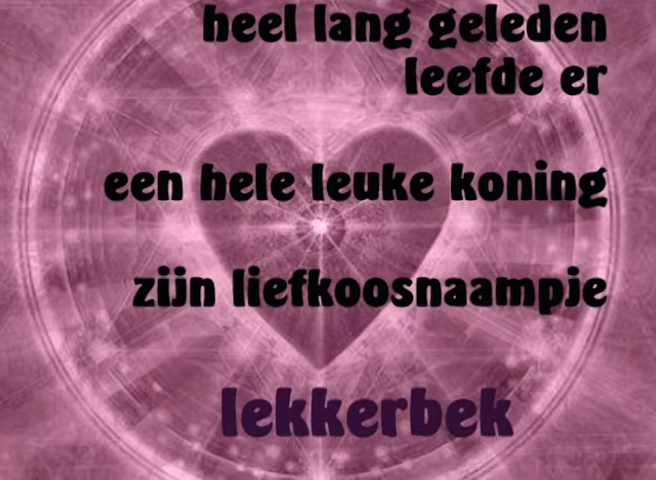 heel lang geleden
leefde er
een hele leuke koning
zijn liefkoosnaampje
lekkerbek